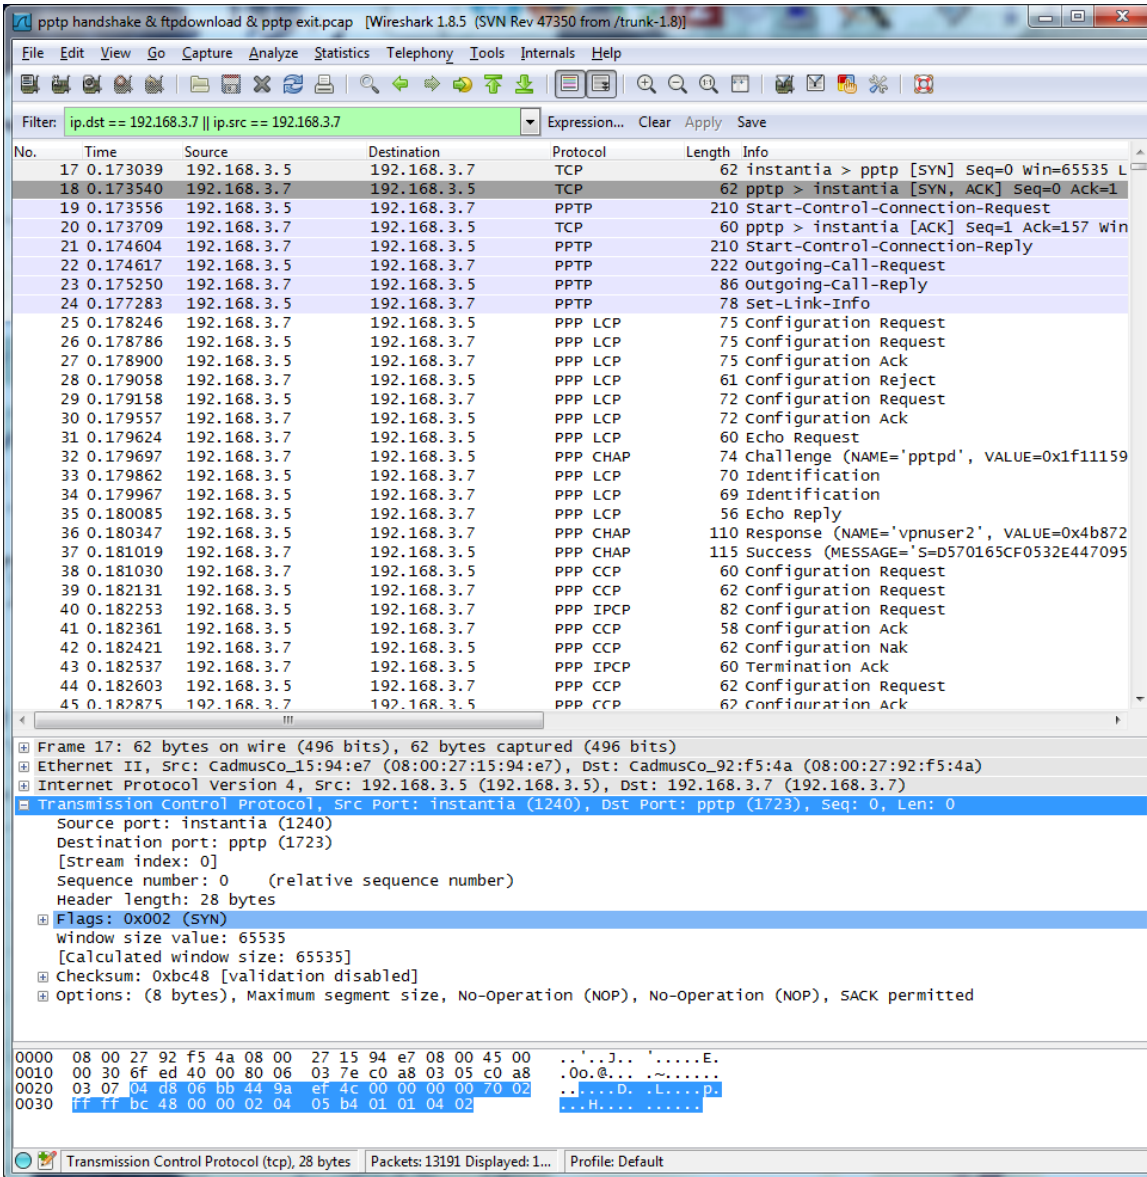 pptp handshake & ftpdownload & pptp exit.pcap [Wireshark 1.8.5 (SVN Rev 47350 from /trunk-1.8)]
File Edit View Go Capture Analyze Statistics Telephony Tools Internals Help
Filter: ip.dst == 192.168.3.7 || ip.src == 192.168.3.7 Expression... Clear Apply Save
No. Time Source Destination Protocol Length Info
17 0.173039 192.168.3.5 192.168.3.7 TCP 62 instantia > pptp [SYN] Seq=0 Win=65535 L
18 0.173540 192.168.3.7 192.168.3.5 TCP 62 pptp > instantia [SYN, ACK] Seq=0 Ack=1
19 0.173556 192.168.3.5 192.168.3.7 PPTP 210 Start-Control-Connection-Request
20 0.173709 192.168.3.7 192.168.3.5 TCP 60 pptp > instantia [ACK] Seq=1 Ack=157 Win
21 0.174604 192.168.3.7 192.168.3.5 PPTP 210 Start-Control-Connection-Reply
22 0.174617 192.168.3.5 192.168.3.7 PPTP 222 Outgoing-Call-Request
23 0.175250 192.168.3.7 192.168.3.5 PPTP 86 Outgoing-Call-Reply
24 0.177283 192.168.3.5 192.168.3.7 PPTP 78 Set-Link-Info
25 0.178246 192.168.3.7 192.168.3.5 PPP LCP 75 Configuration Request
26 0.178786 192.168.3.7 192.168.3.5 PPP LCP 75 Configuration Request
27 0.178900 192.168.3.5 192.168.3.7 PPP LCP 75 Configuration Ack
28 0.179058 192.168.3.7 192.168.3.5 PPP LCP 61 Configuration Reject
29 0.179158 192.168.3.5 192.168.3.7 PPP LCP 72 Configuration Request
30 0.179557 192.168.3.7 192.168.3.5 PPP LCP 72 Configuration Ack
31 0.179624 192.168.3.7 192.168.3.5 PPP LCP 60 Echo Request
32 0.179697 192.168.3.7 192.168.3.5 PPP CHAP 74 Challenge (NAME='pptpd', VALUE=0x1f11159
33 0.179862 192.168.3.5 192.168.3.7 PPP LCP 70 Identification
34 0.179967 192.168.3.5 192.168.3.7 PPP LCP 69 Identification
35 0.180085 192.168.3.5 192.168.3.7 PPP LCP 56 Echo Reply
36 0.180347 192.168.3.5 192.168.3.7 PPP CHAP 110 Response (NAME='vpnuser2', VALUE=0x4b872
37 0.181019 192.168.3.7 192.168.3.5 PPP CHAP 115 Success (MESSAGE='S=D570165CF0532E447095
38 0.181030 192.168.3.7 192.168.3.5 PPP CCP 60 Configuration Request
39 0.182131 192.168.3.5 192.168.3.7 PPP CCP 62 Configuration Request
40 0.182253 192.168.3.5 192.168.3.7 PPP IPCP 82 Configuration Request
41 0.182361 192.168.3.5 192.168.3.7 PPP CCP 58 Configuration Ack
42 0.182421 192.168.3.7 192.168.3.5 PPP CCP 62 Configuration Nak
43 0.182537 192.168.3.7 192.168.3.5 PPP IPCP 60 Termination Ack
44 0.182603 192.168.3.5 192.168.3.7 PPP CCP 62 Configuration Request
45 0.182875 192.168.3.7 192.168.3.5 PPP CCP 62 Configuration Ack
Frame 17: 62 bytes on wire (496 bits), 62 bytes captured (496 bits)
Ethernet II, Src: CadmusCo_15:94:e7 (08:00:27:15:94:e7), Dst: CadmusCo_92:f5:4a (08:00:27:92:f5:4a)
Internet Protocol Version 4, Src: 192.168.3.5 (192.168.3.5), Dst: 192.168.3.7 (192.168.3.7)
Transmission Control Protocol, Src Port: instantia (1240), Dst Port: pptp (1723), Seq: 0, Len: 0
Source port: instantia (1240)
Destination port: pptp (1723)
[Stream index: 0]
Sequence number: 0 (relative sequence number)
Header length: 28 bytes
Flags: 0x002 (SYN)
Window size value: 65535
[Calculated window size: 65535]
Checksum: 0xbc48 [validation disabled]
Options: (8 bytes), Maximum segment size, No-Operation (NOP), No-Operation (NOP), SACK permitted
0000 08 00 27 92 f5 4a 08 00 27 15 94 e7 08 00 45 00 ..'..J.. '.....E.
0010 00 30 6f ed 40 00 80 06 03 7e c0 a8 03 05 c0 a8 .0o.@... .~......
0020 03 07 04 d8 06 bb 44 9a ef 4c 00 00 00 00 70 02 ......D. .L....p.
0030 ff ff bc 48 00 00 02 04 05 b4 01 01 04 02 ...H.... ......
Transmission Control Protocol (tcp), 28 bytes Packets: 13191 Displayed: 1... Profile: Default